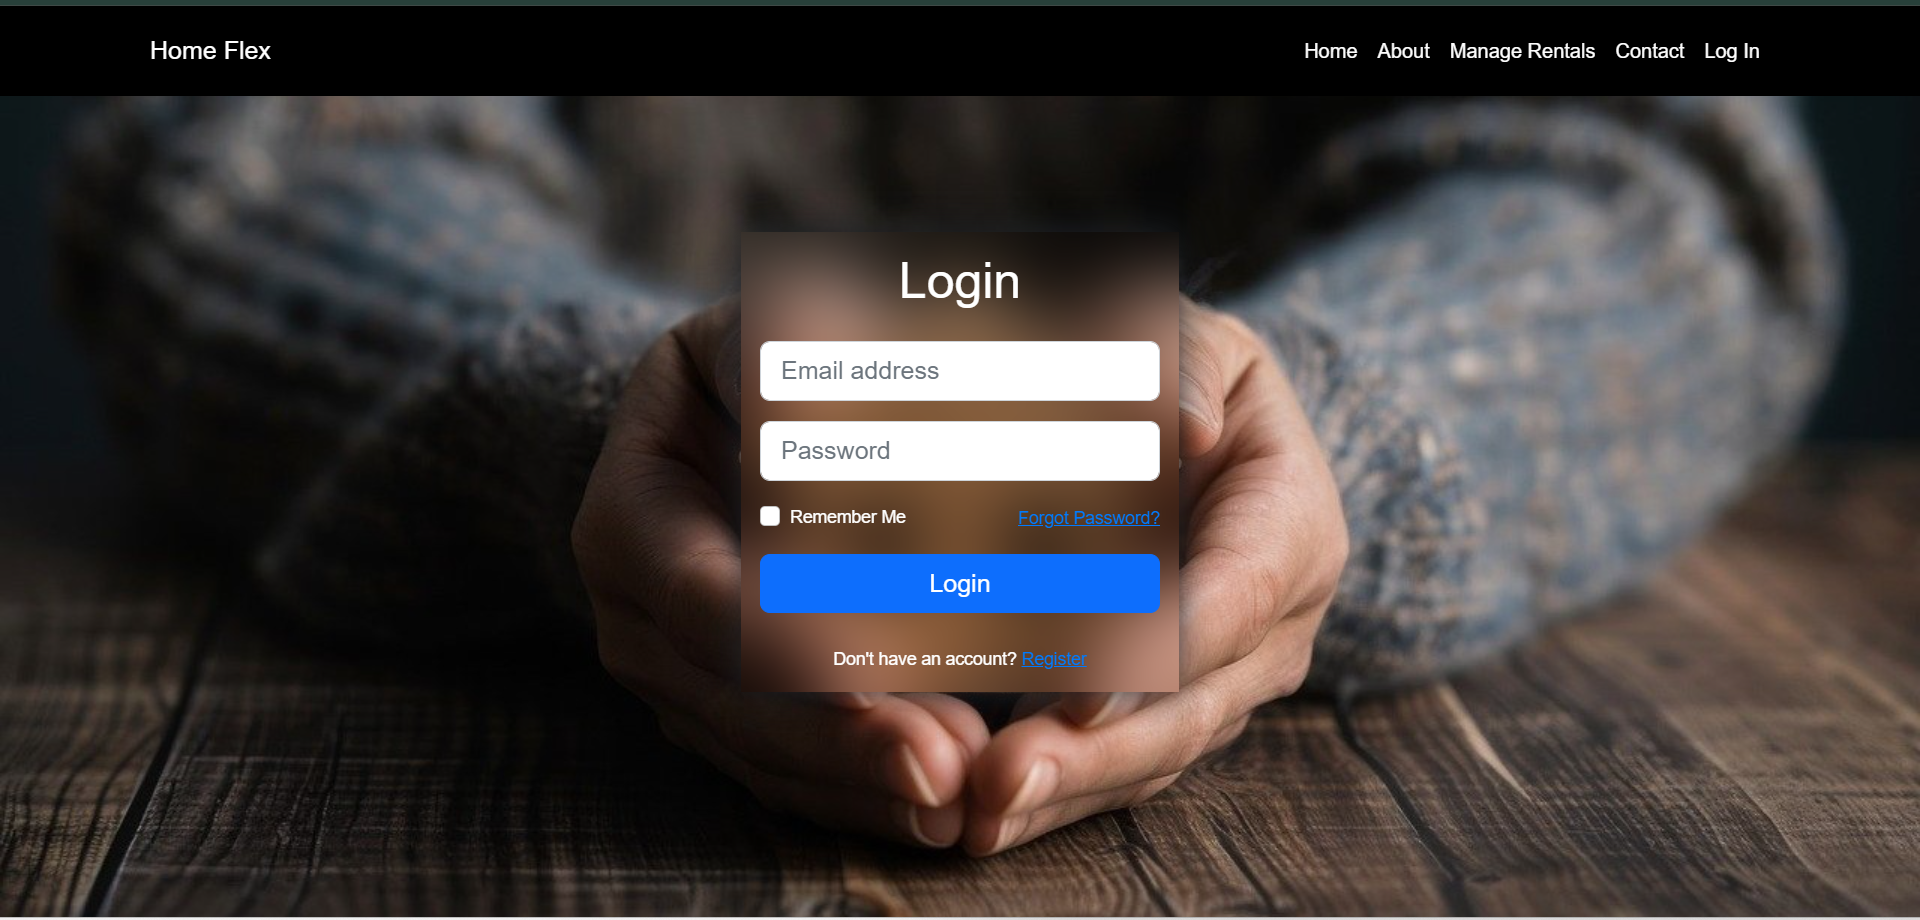 Home Flex
Home About Manage Rentals Contact Log In
Login
Email address
Password
Remember Me Forgot Password?
Login
Don't have an account? Register